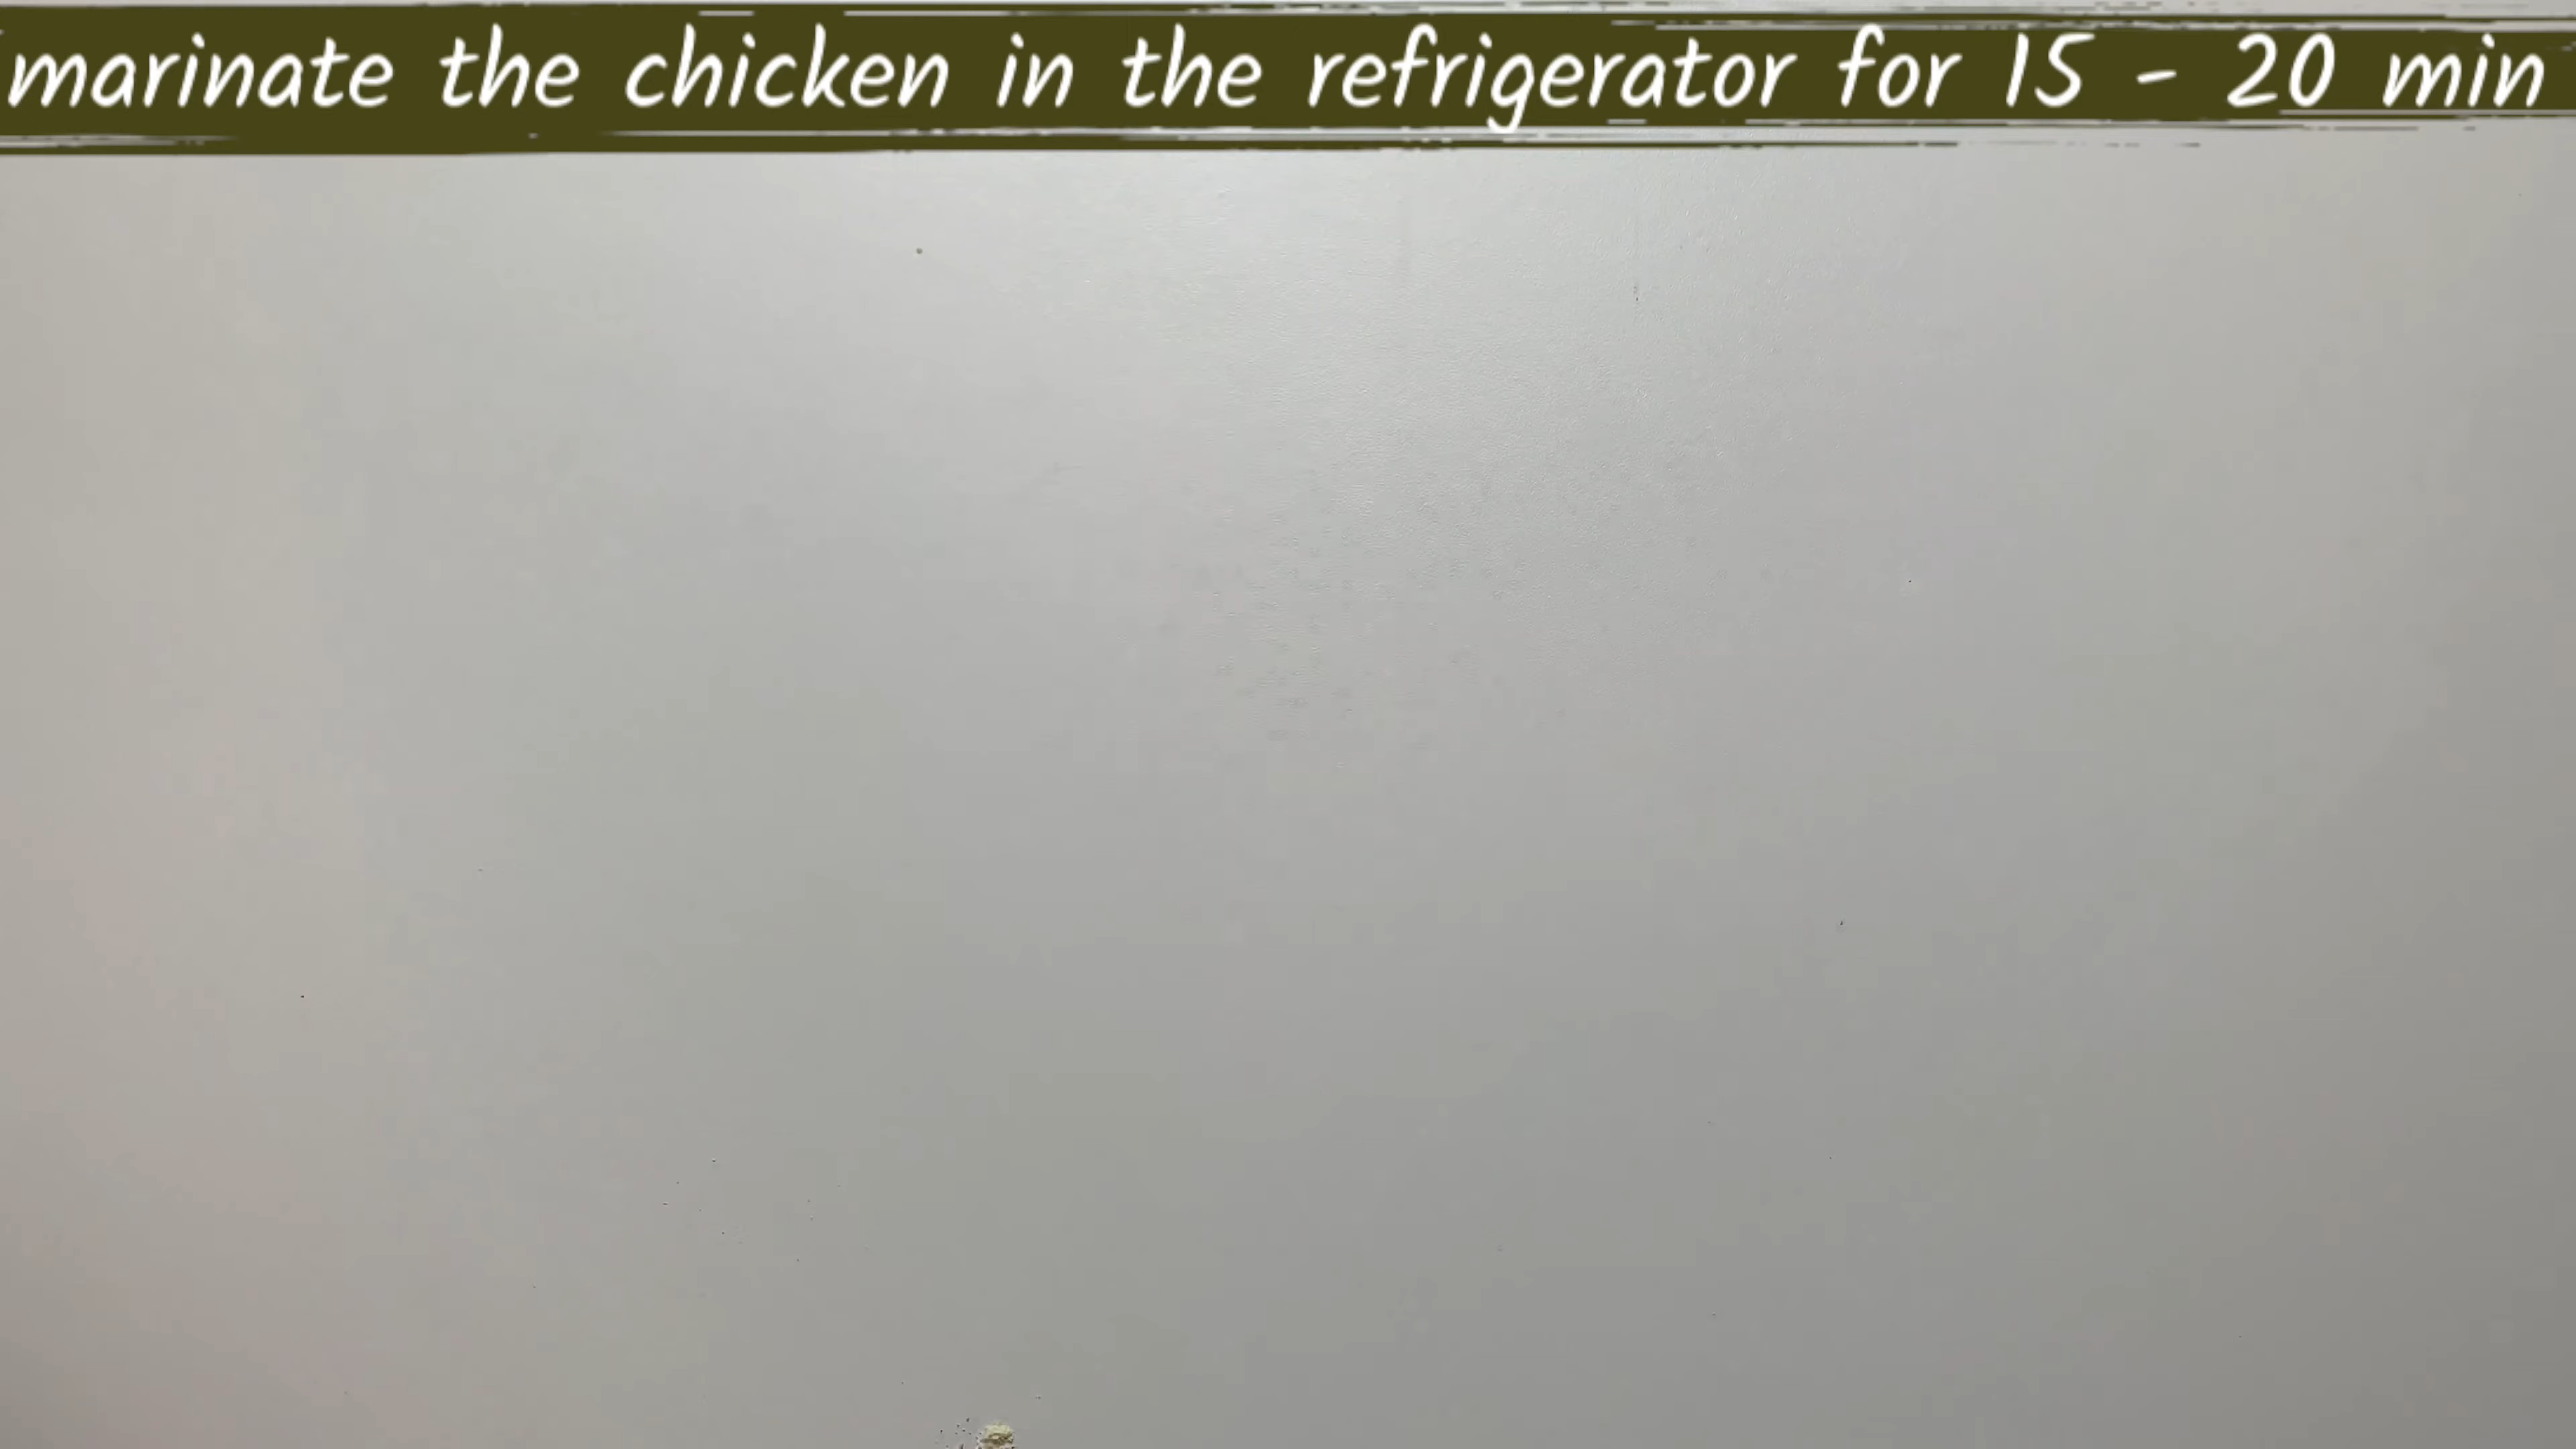 marinate the chicken in the refrigerator for 15 - 20 min